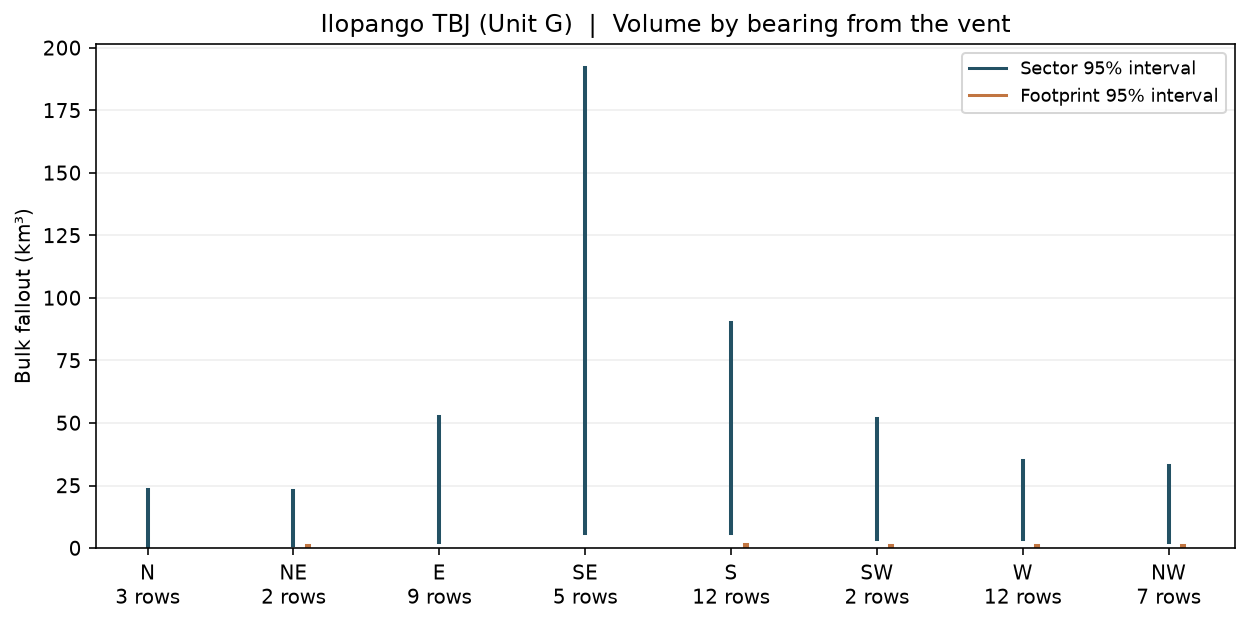 Ilopango TBJ (Unit G)  |  Volume by bearing from the vent
Sector 95% interval
Footprint 95% interval
Bulk fallout (km³)
200
175
150
125
100
75
50
25
0
N
3 rows
NE
2 rows
E
9 rows
SE
5 rows
S
12 rows
SW
2 rows
W
12 rows
NW
7 rows